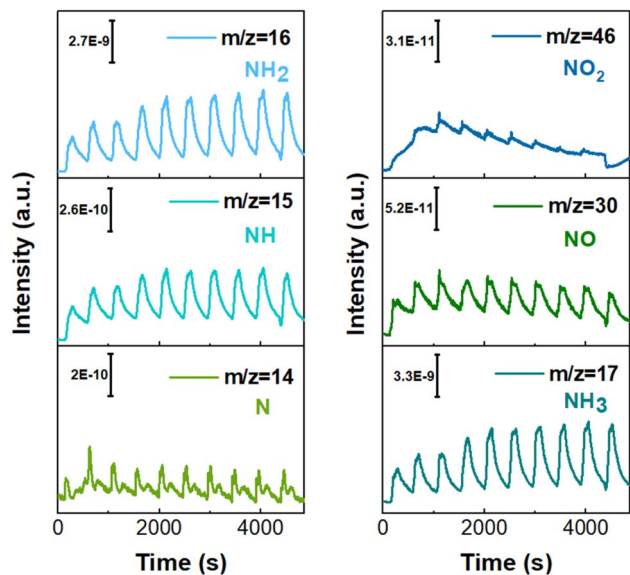 2.7E-9
m/z=16
NH2
2.6E-10
m/z=15
NH
2E-10
m/z=14
N
0
2000
4000
Time (s)
Intensity (a.u.)
3.1E-11
m/z=46
NO2
5.2E-11
m/z=30
NO
3.3E-9
m/z=17
NH3
0
2000
4000
Time (s)
Intensity (a.u.)